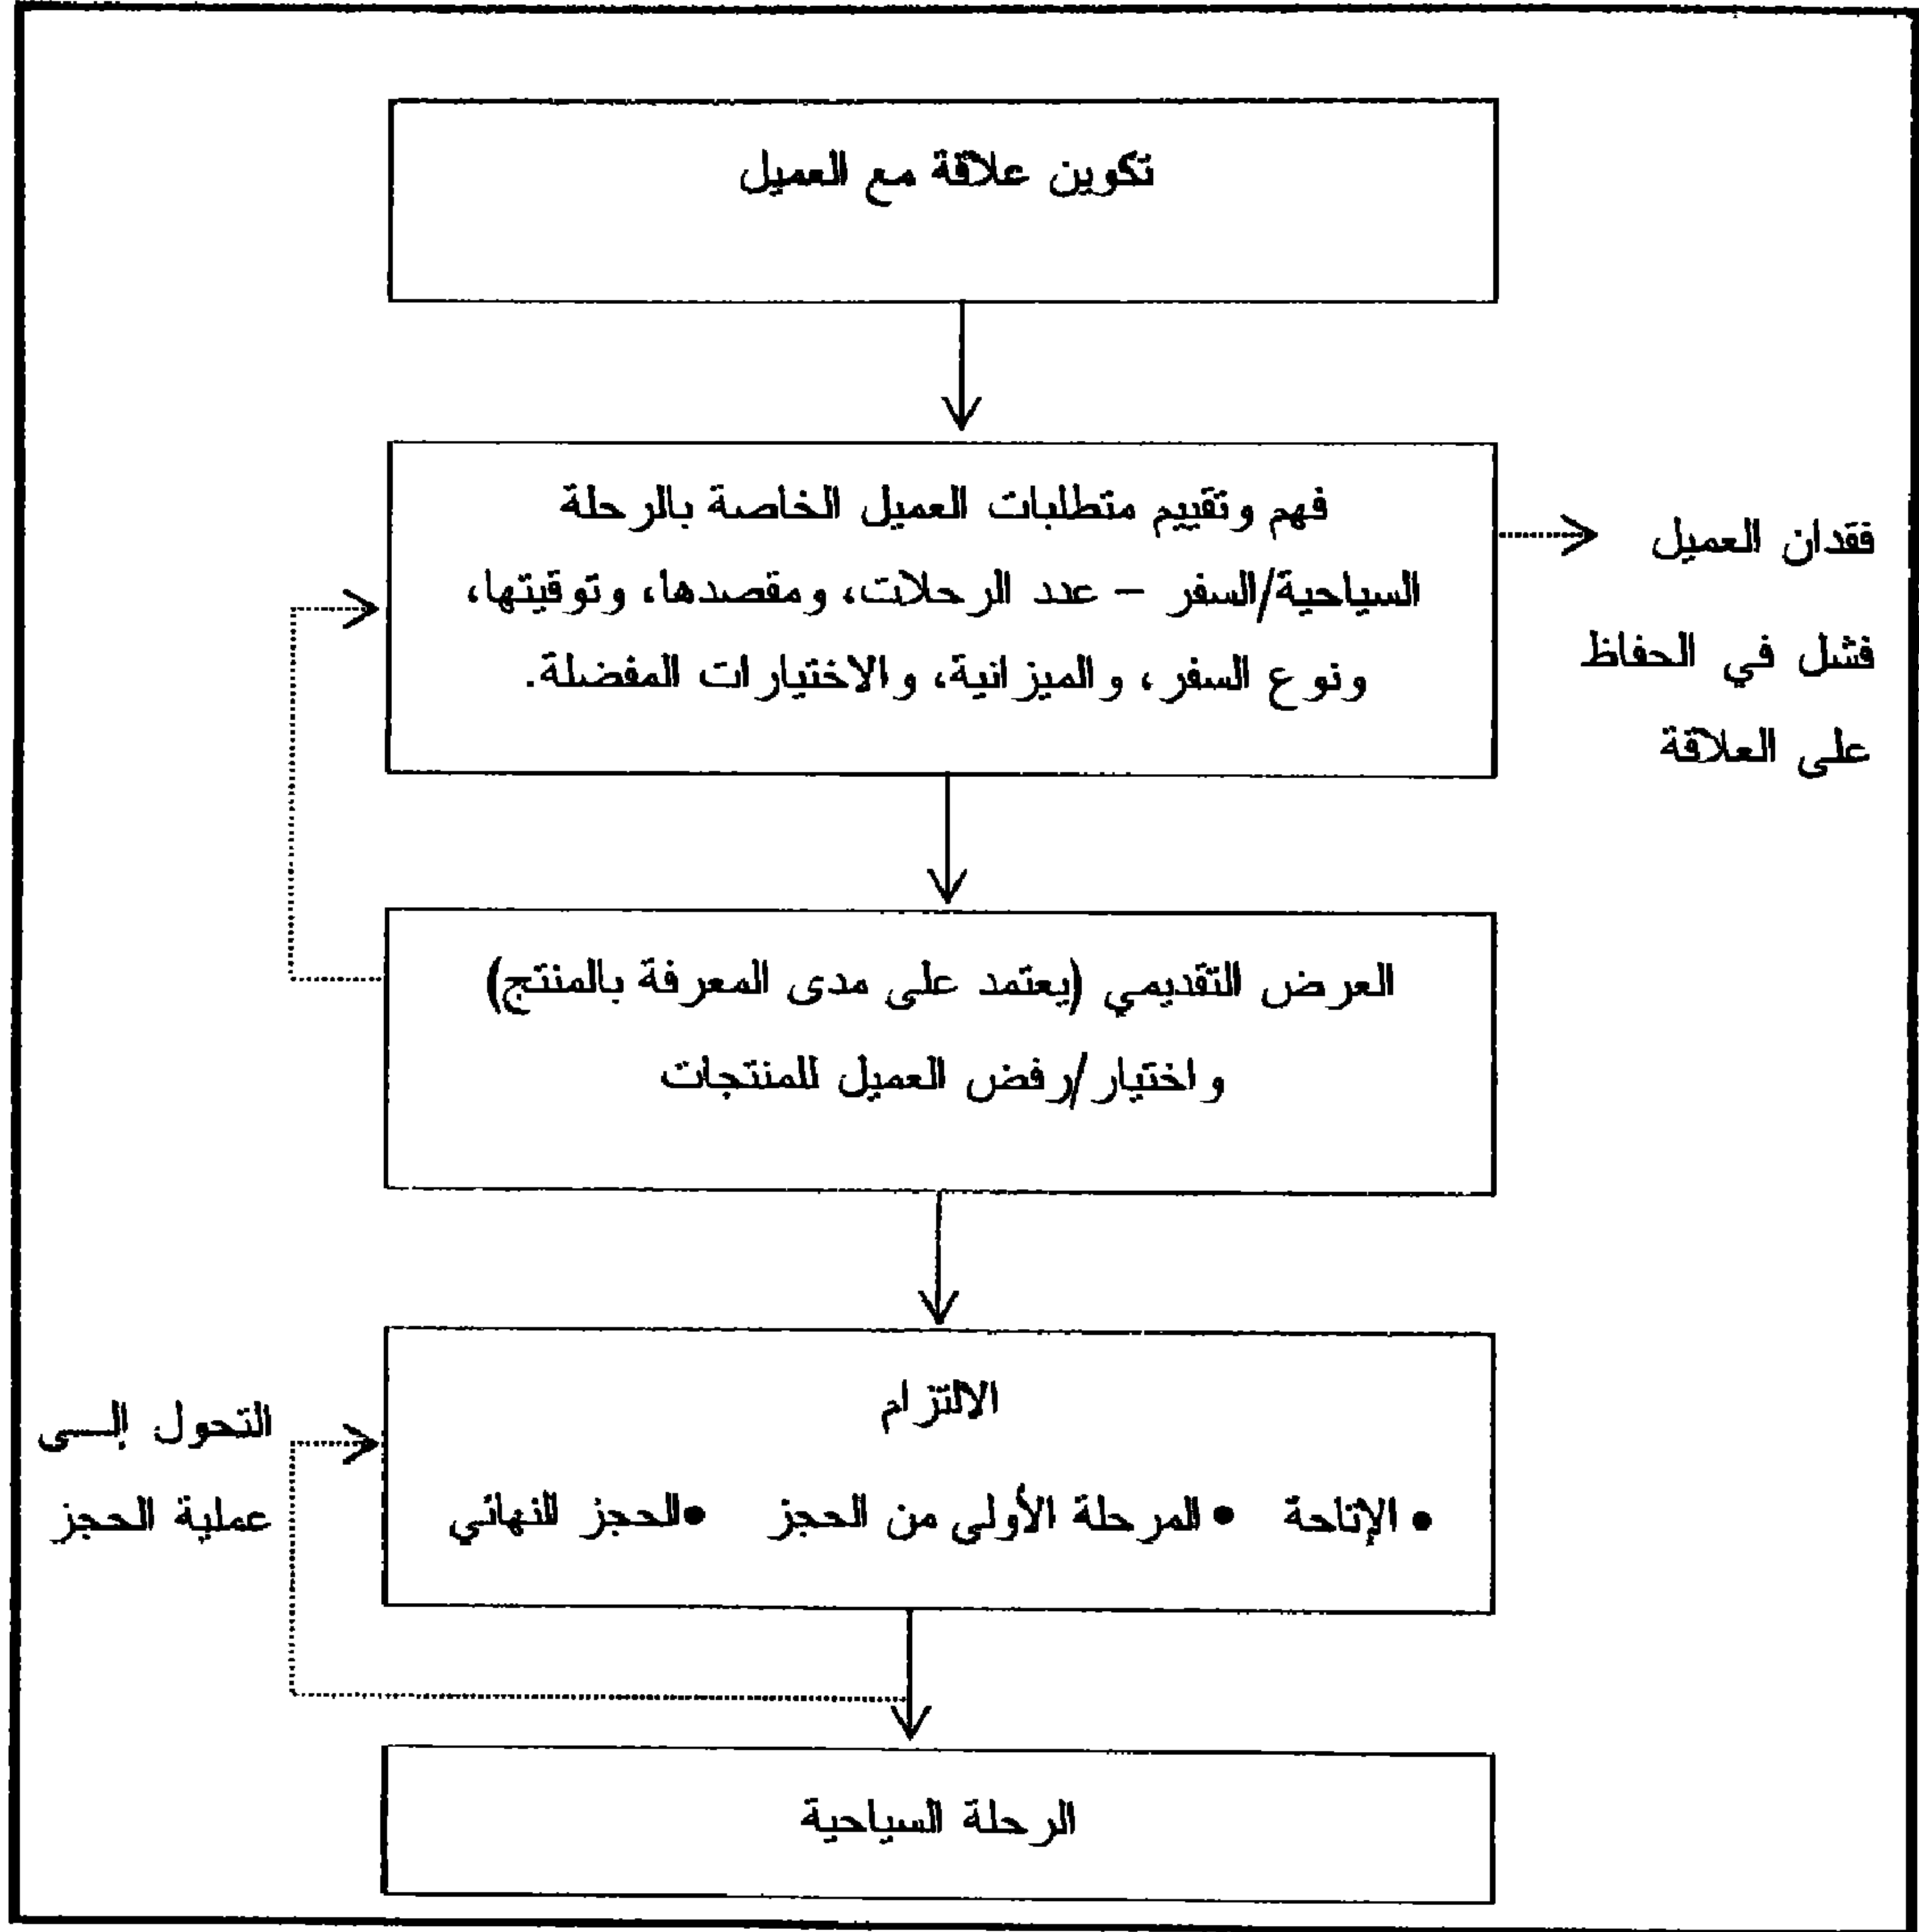 تكوين علاقة مع العميل
فهم وتقييم متطلبات العميل الخاصة بالرحلة
السياحية/السفر – عدد الرحلات، ومقصدها، وتوقيتها،
ونوع السفر، والميزانية، والاختيارات المفضلة.
فقدان العميل
فشل في الحفاظ
على العلاقة
العرض التقديمي (يعتمد على مدى المعرفة بالمنتج)
واختيار/رفض العميل للمنتجات
الالتزام
• الإتاحة • المرحلة الأولى من الحجز •الحجز النهائي
التحول إلـى
عملية الحجز
الرحلة السياحية